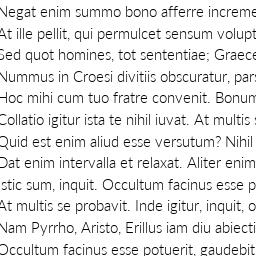 Negat enim summo bono afferre increme
At ille pellit, qui permulcet sensum volupt
Sed quot homines, tot sententiae; Graece
Nummus in Croesi divitiis obscuratur, pars
Hoc mihi cum tuo fratre convenit. Bonum
Collatio igitur ista te nihil iuvat. At multis s
Quid est enim aliud esse versutum? Nihil
Dat enim intervalla et relaxat. Aliter enim
Istic sum, inquit. Occultum facinus esse p
At multis se probavit. Inde igitur, inquit, o
Nam Pyrrho, Aristo, Erillus iam diu abiecti
Occultum facinus esse potuerit, gaudebit